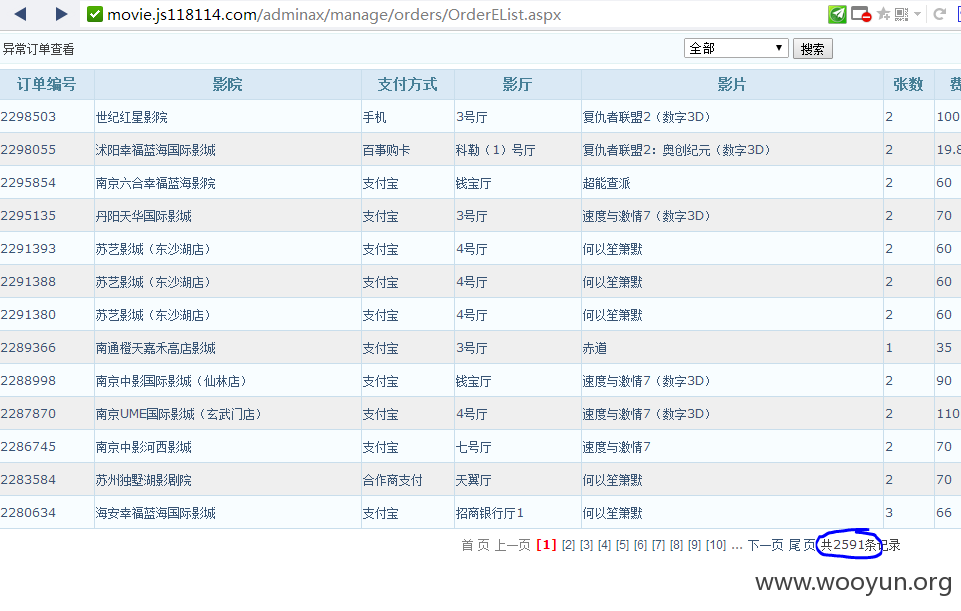 movie.js118114.com/adminax/manage/orders/OrderEList.aspx
异常订单查看 全部 搜索
订单编号 影院 支付方式 影厅 影片 张数 费
2298503 世纪红星影院 手机 3号厅 复仇者联盟2（数字3D） 2 100
2298055 沭阳幸福蓝海国际影城 百事购卡 科勒（1）号厅 复仇者联盟2：奥创纪元（数字3D） 2 19.8
2295854 南京六合幸福蓝海影院 支付宝 钱宝厅 超能查派 2 60
2295135 丹阳天华国际影城 支付宝 3号厅 速度与激情7（数字3D） 2 70
2291393 苏艺影城（东沙湖店） 支付宝 4号厅 何以笙箫默 2 60
2291388 苏艺影城（东沙湖店） 支付宝 4号厅 何以笙箫默 2 60
2291380 苏艺影城（东沙湖店） 支付宝 4号厅 何以笙箫默 2 60
2289366 南通橙天嘉禾高店影城 支付宝 3号厅 赤道 1 35
2288998 南京中影国际影城（仙林店） 支付宝 钱宝厅 速度与激情7（数字3D） 2 90
2287870 南京UME国际影城（玄武门店） 支付宝 4号厅 速度与激情7（数字3D） 2 110
2286745 南京中影河西影城 支付宝 七号厅 速度与激情7 2 70
2283584 苏州独墅湖影剧院 合作商支付 天翼厅 何以笙箫默 2 70
2280634 海安幸福蓝海国际影城 支付宝 招商银行厅1 何以笙箫默 3 66
首 页 上一页 [1] [2] [3] [4] [5] [6] [7] [8] [9] [10] ... 下一页 尾 页 共2591条记录
www.wooyun.org